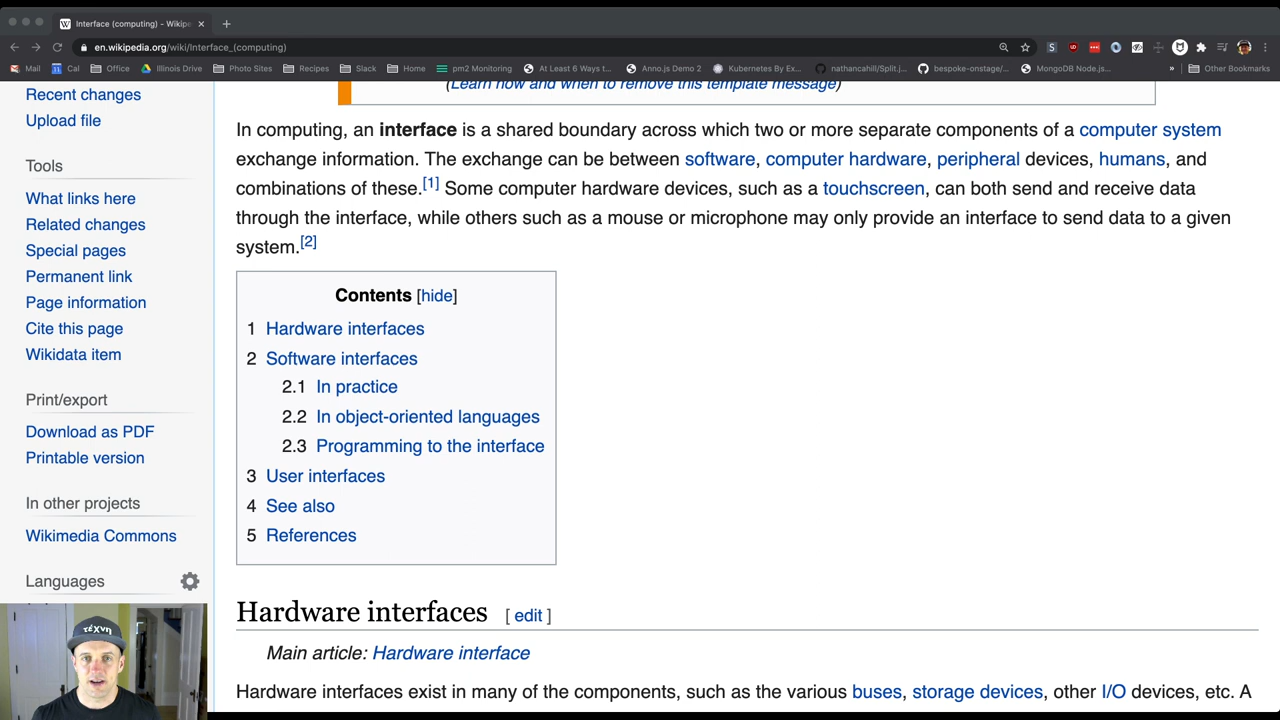 Interface (computing) - Wikipe
en.wikipedia.org/wiki/Interface_(computing)
Mail Cal Office Illinois Drive Photo Sites Recipes Slack Home pm2 Monitoring At Least 6 Ways t... Anno.js Demo 2 Kubernetes By Ex... nathancahill/Split.j... bespoke-onstage/... MongoDB Node.js... » Other Bookmarks
(Learn how and when to remove this template message)
Recent changes
Upload file
Tools
What links here
Related changes
Special pages
Permanent link
Page information
Cite this page
Wikidata item
Print/export
Download as PDF
Printable version
In other projects
Wikimedia Commons
Languages
In computing, an interface is a shared boundary across which two or more separate components of a computer system
exchange information. The exchange can be between software, computer hardware, peripheral devices, humans, and
combinations of these.[1] Some computer hardware devices, such as a touchscreen, can both send and receive data
through the interface, while others such as a mouse or microphone may only provide an interface to send data to a given
system.[2]
Contents [hide]
1 Hardware interfaces
2 Software interfaces
2.1 In practice
2.2 In object-oriented languages
2.3 Programming to the interface
3 User interfaces
4 See also
5 References
Hardware interfaces [ edit ]
Main article: Hardware interface
Hardware interfaces exist in many of the components, such as the various buses, storage devices, other I/O devices, etc. A
τέχνη